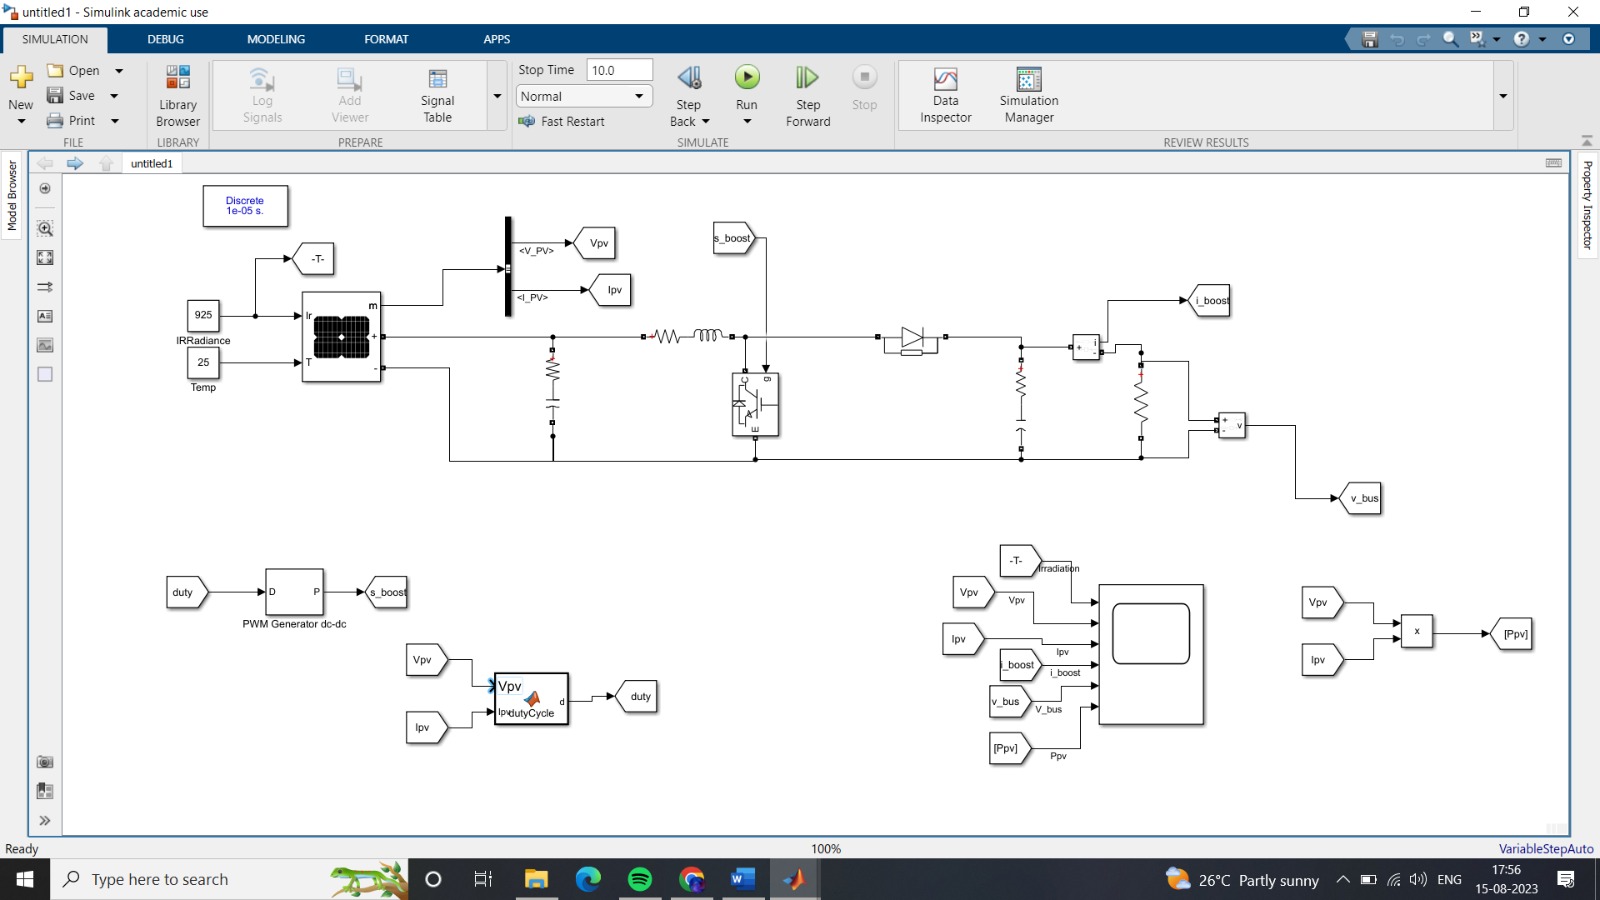 untitled1 - Simulink academic use
SIMULATION DEBUG MODELING FORMAT APPS
New
Open
Save
Print
FILE
Library Browser
LIBRARY
Log Signals
Add Viewer
Signal Table
PREPARE
Stop Time 10.0
Normal
Fast Restart
Step Back
Run
Step Forward
Stop
SIMULATE
Data Inspector
Simulation Manager
REVIEW RESULTS
Model Browser
untitled1
Property Inspector
Discrete
1e-05 s.
-T-
925
IRRadiance
25
Temp
Ir
T
m
+
-
<V_PV>
Vpv
<I_PV>
Ipv
s_boost
g
C
E
+
i
-
i_boost
+
-
v
v_bus
duty
D
P
s_boost
PWM Generator dc-dc
Vpv
Ipv
Vpv
Ipv
dutyCycle
d
duty
-T-
Irradiation
Vpv
Vpv
Ipv
Ipv
i_boost
i_boost
v_bus
V_bus
[Ppv]
Ppv
Vpv
Ipv
x
[Ppv]
Ready
100%
VariableStepAuto
Type here to search
26°C Partly sunny
ENG
17:56
15-08-2023